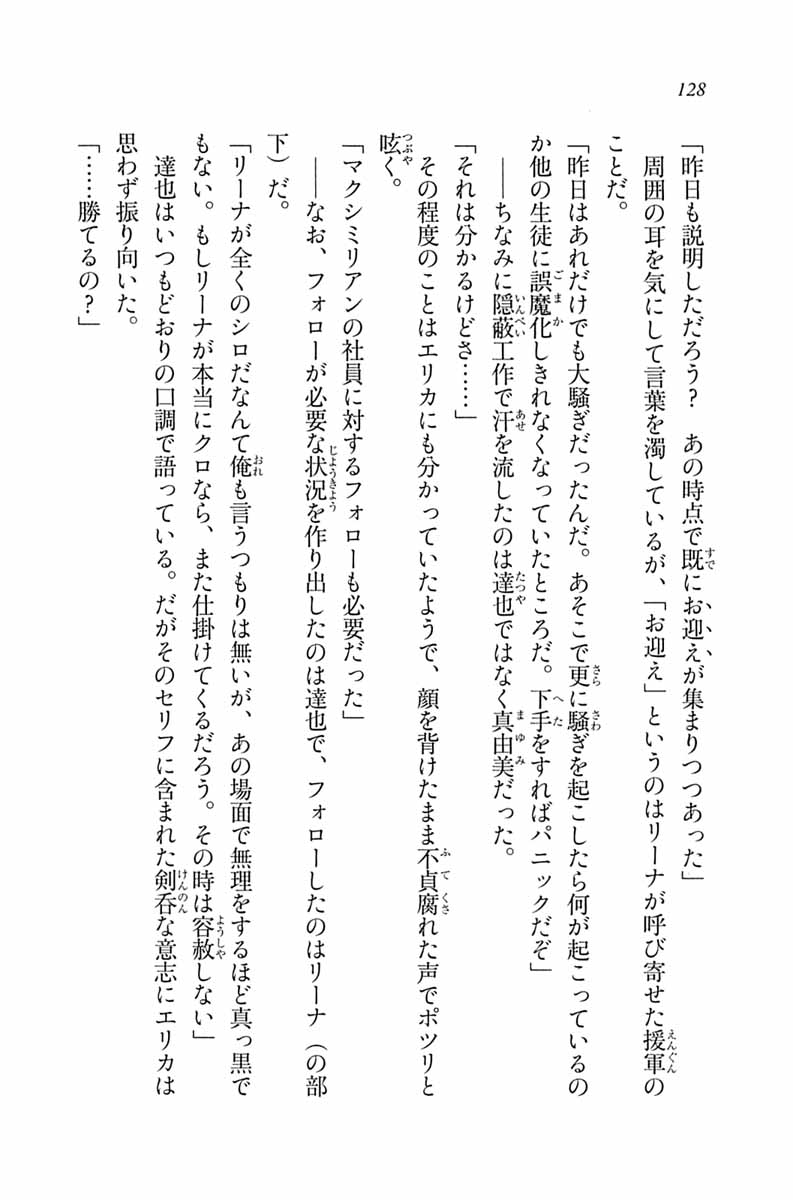 128
「昨日も説明しただろう？　あの時点で既にお迎えが集まりつつあった」
　周囲の耳を気にして言葉を濁しているが、「お迎え」というのはリーナが呼び寄せた援軍の
ことだ。
「昨日はあれだけでも大騒ぎだったんだ。あそこで更に騒ぎを起こしたら何が起こっているの
か他の生徒に誤魔化しきれなくなっていたところだ。下手をすればパニックだぞ」
　――ちなみに隠蔽工作で汗を流したのは達也ではなく真由美だった。
「それは分かるけどさ……」
　その程度のことはエリカにも分かっていたようで、顔を背けたまま不貞腐れた声でポツリと
呟く。
「マクシミリアンの社員に対するフォローも必要だった」
　――なお、フォローが必要な状況を作り出したのは達也で、フォローしたのはリーナ（の部
下）だ。
「リーナが全くのシロだなんて俺も言うつもりは無いが、あの場面で無理をするほど真っ黒で
もない。もしリーナが本当にクロなら、また仕掛けてくるだろう。その時は容赦しない」
　達也はいつもどおりの口調で語っている。だがそのセリフに含まれた剣呑な意志にエリカは
思わず振り向いた。
「……勝てるの？」